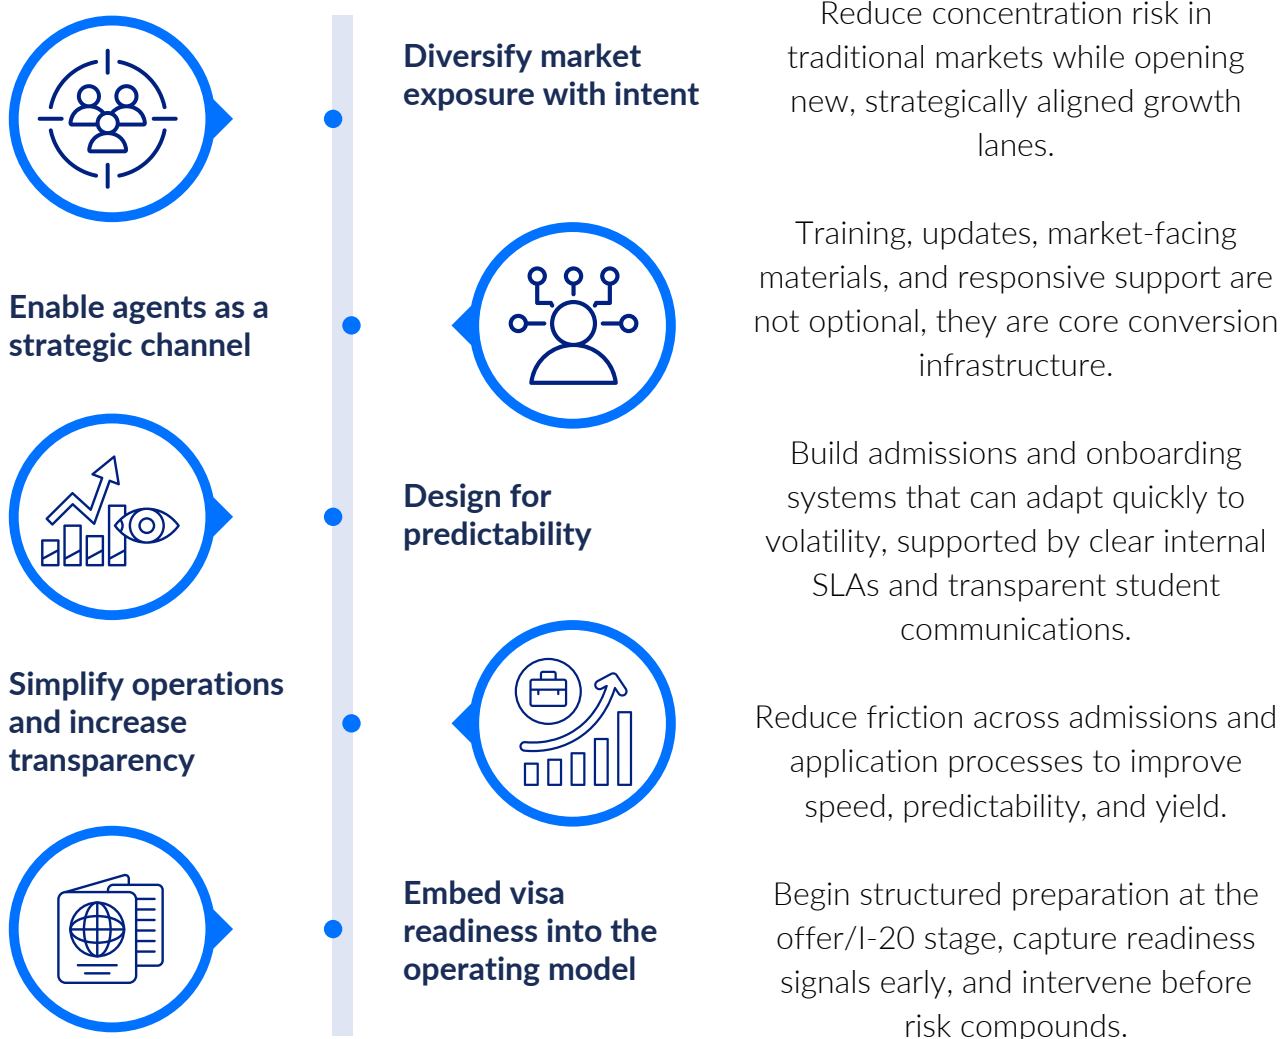 Diversify market
exposure with intent
Reduce concentration risk in
traditional markets while opening
new, strategically aligned growth
lanes.
Enable agents as a
strategic channel
Training, updates, market-facing
materials, and responsive support are
not optional, they are core conversion
infrastructure.
Design for
predictability
Build admissions and onboarding
systems that can adapt quickly to
volatility, supported by clear internal
SLAs and transparent student
communications.
Simplify operations
and increase
transparency
Reduce friction across admissions and
application processes to improve
speed, predictability, and yield.
Embed visa
readiness into the
operating model
Begin structured preparation at the
offer/I-20 stage, capture readiness
signals early, and intervene before
risk compounds.